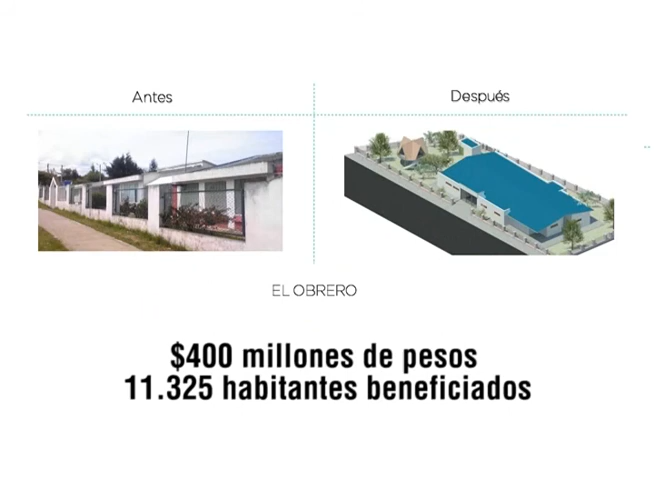 Antes
Después
EL OBRERO
$400 millones de pesos
11.325 habitantes beneficiados